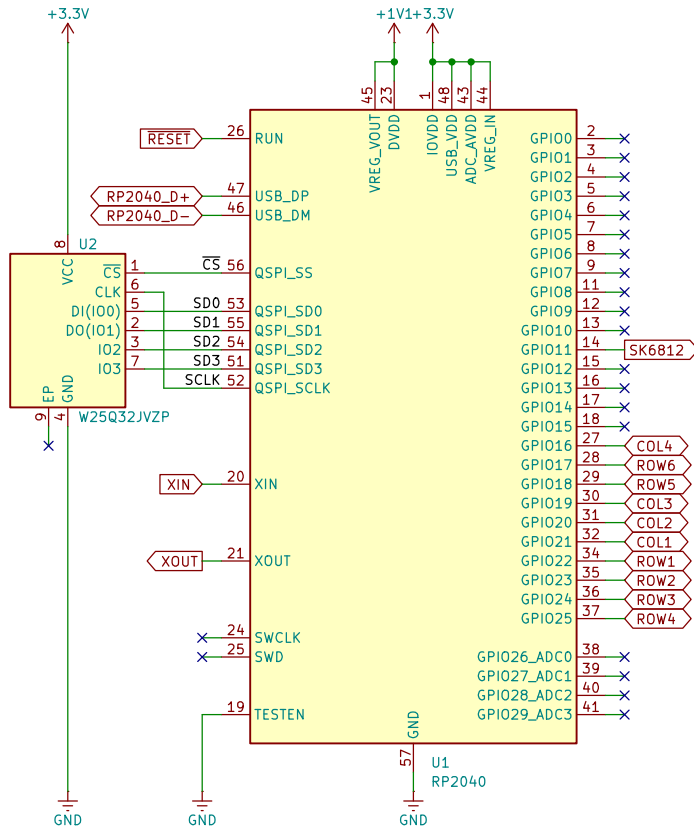 +3.3V
+1V1
+3.3V
45
23
1
48
43
44
VREG_VOUT
DVDD
IOVDD
USB_VDD
ADC_AVDD
VREG_IN
RESET 26 RUN
RP2040_D+ 47 USB_DP
RP2040_D- 46 USB_DM
8 U2
VCC
CS 1 CS 56 QSPI_SS
CLK 6
DI(IO0) 5 SD0 53 QSPI_SD0
DO(IO1) 2 SD1 55 QSPI_SD1
IO2 3 SD2 54 QSPI_SD2
IO3 7 SD3 51 QSPI_SD3
SCLK 52 QSPI_SCLK
EP
GND
9
4
W25Q32JVZP
XIN 20 XIN
XOUT 21 XOUT
24 SWCLK
25 SWD
19 TESTEN
GPIO0 2
GPIO1 3
GPIO2 4
GPIO3 5
GPIO4 6
GPIO5 7
GPIO6 8
GPIO7 9
GPIO8 11
GPIO9 12
GPIO10 13
GPIO11 14 SK6812
GPIO12 15
GPIO13 16
GPIO14 17
GPIO15 18
GPIO16 27 COL4
GPIO17 28 ROW6
GPIO18 29 ROW5
GPIO19 30 COL3
GPIO20 31 COL2
GPIO21 32 COL1
GPIO22 34 ROW1
GPIO23 35 ROW2
GPIO24 36 ROW3
GPIO25 37 ROW4
GPIO26_ADC0 38
GPIO27_ADC1 39
GPIO28_ADC2 40
GPIO29_ADC3 41
GND
57
U1
RP2040
GND
GND
GND